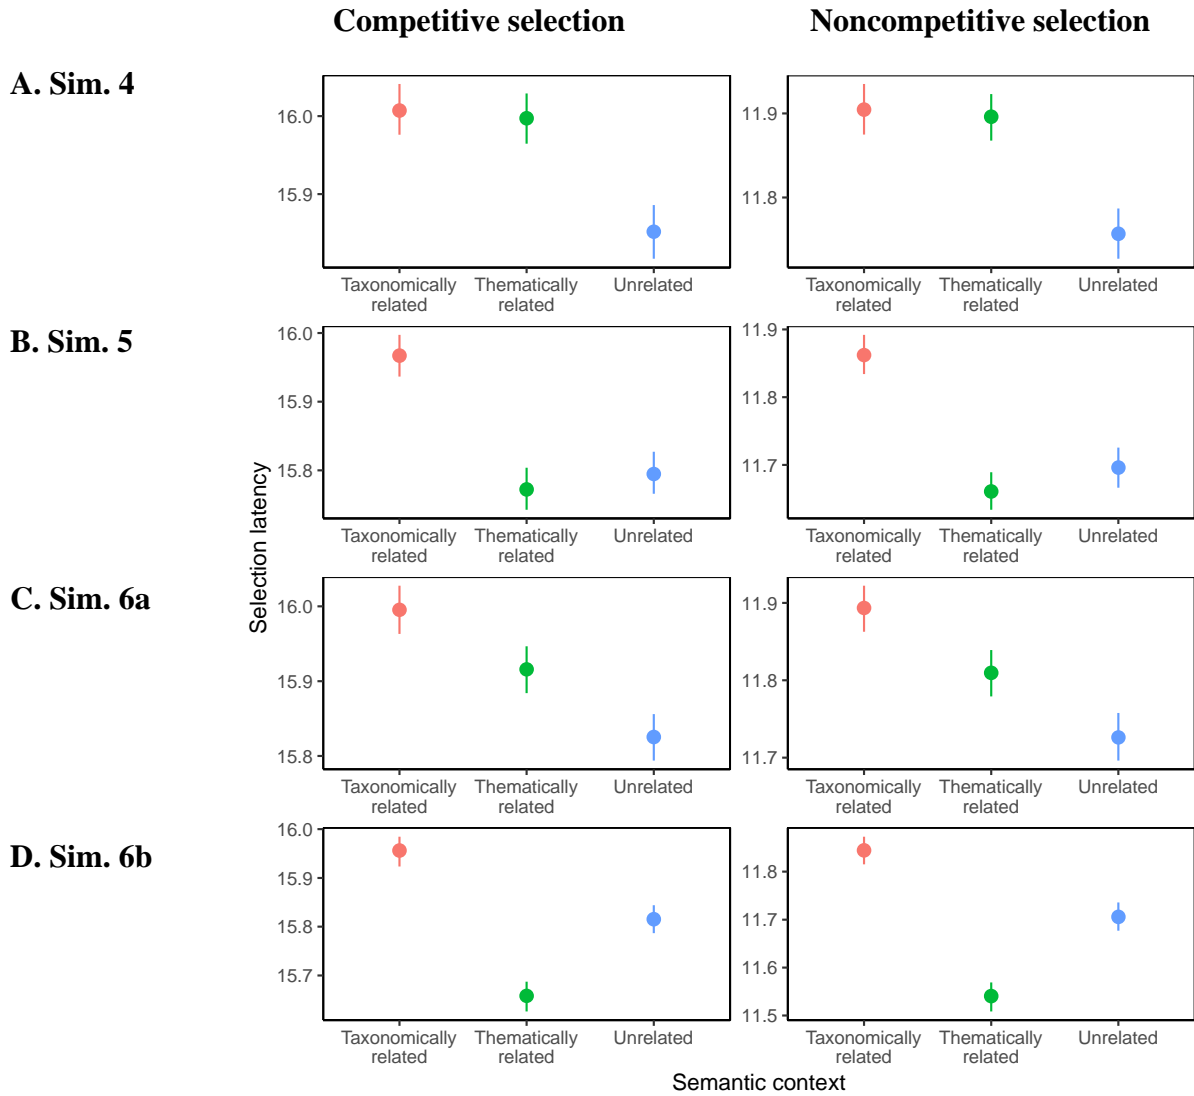 Competitive selection
Noncompetitive selection
A. Sim. 4
16.0
15.9
11.9
11.8
Taxonomically related
Thematically related
Unrelated
Taxonomically related
Thematically related
Unrelated
B. Sim. 5
16.0
15.9
15.8
11.9
11.8
11.7
Taxonomically related
Thematically related
Unrelated
Taxonomically related
Thematically related
Unrelated
Selection latency
C. Sim. 6a
16.0
15.9
15.8
11.9
11.8
11.7
Taxonomically related
Thematically related
Unrelated
Taxonomically related
Thematically related
Unrelated
D. Sim. 6b
16.0
15.9
15.8
15.7
11.8
11.7
11.6
11.5
Taxonomically related
Thematically related
Unrelated
Taxonomically related
Thematically related
Unrelated
Semantic context